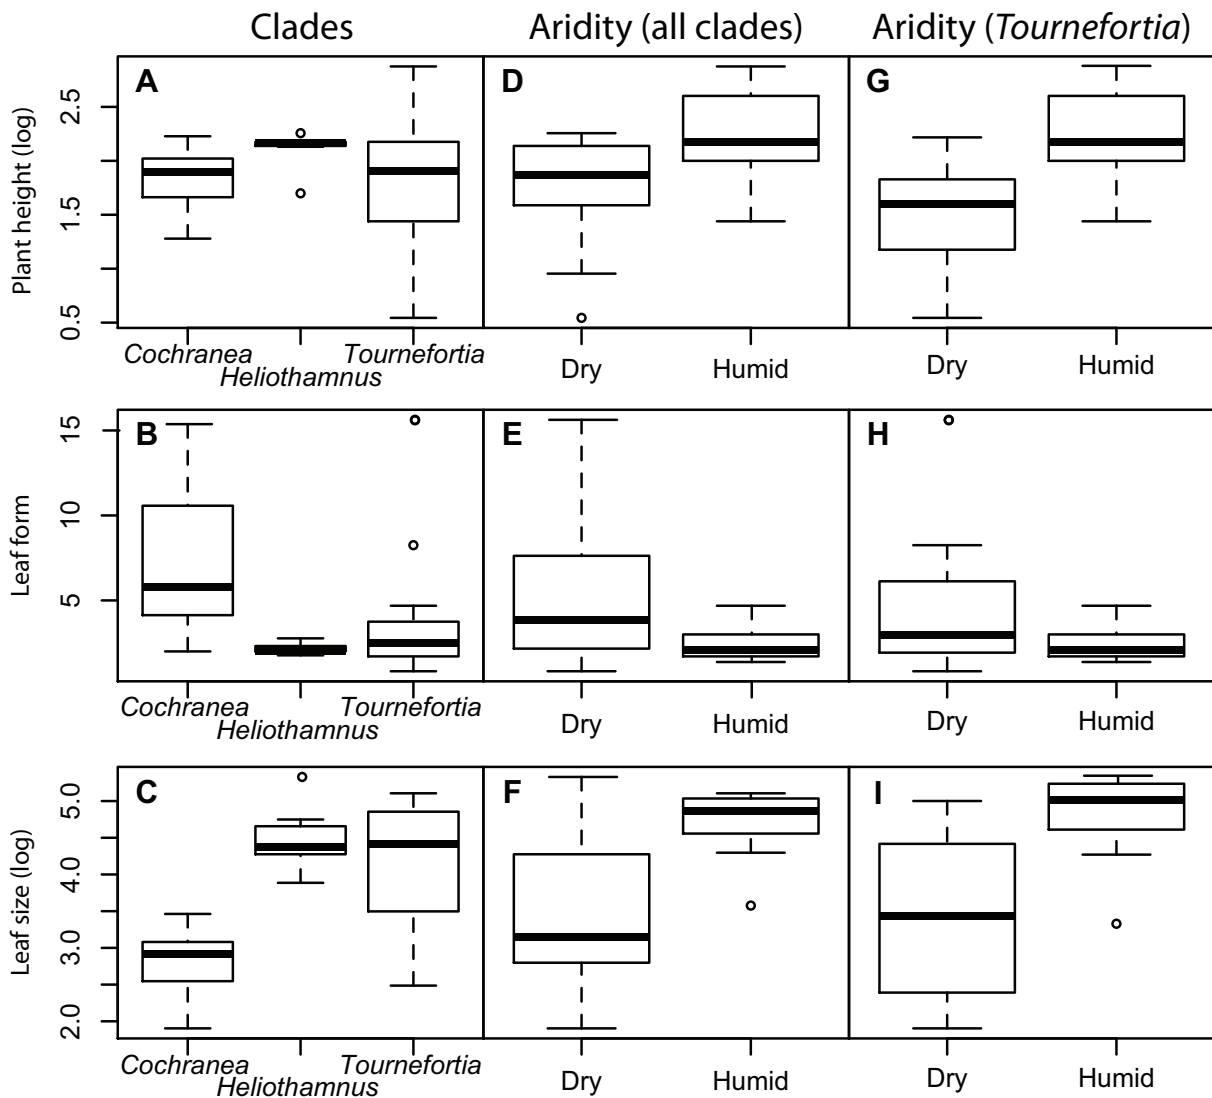 Clades
Aridity (all clades)
Aridity (Tournefortia)
Plant height (log)
2.5
1.5
0.5
A
D
G
Cochranea
Heliothamnus
Tournefortia
Dry
Humid
Dry
Humid
Leaf form
15
10
5
B
E
H
Cochranea
Heliothamnus
Tournefortia
Dry
Humid
Dry
Humid
Leaf size (log)
5.0
4.0
3.0
2.0
C
F
I
Cochranea
Heliothamnus
Tournefortia
Dry
Humid
Dry
Humid